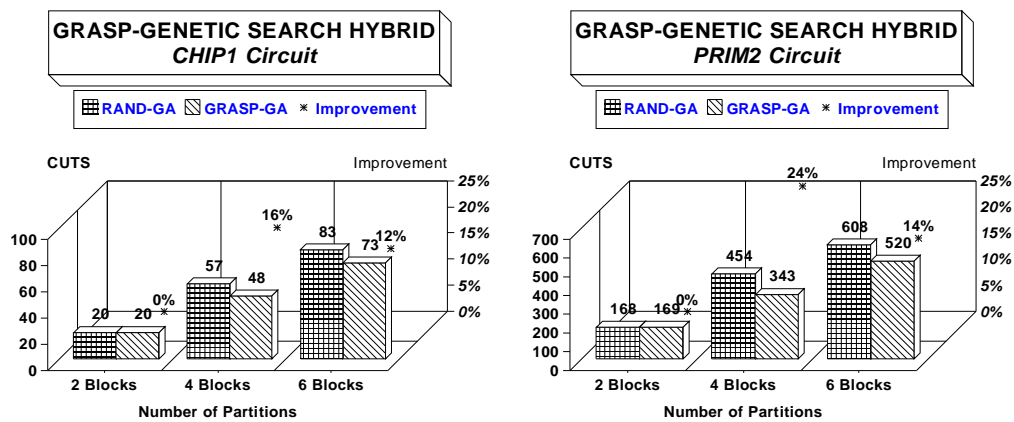 GRASP-GENETIC SEARCH HYBRID
CHIP1 Circuit
RAND-GA GRASP-GA * Improvement
CUTS Improvement
25%
20%
15%
10%
5%
0%
100
80
60
40
20
0
20 20 0%
57 48 16%
83 73 12%
2 Blocks 4 Blocks 6 Blocks
Number of Partitions
GRASP-GENETIC SEARCH HYBRID
PRIM2 Circuit
RAND-GA GRASP-GA * Improvement
CUTS Improvement
25%
20%
15%
10%
5%
0%
700
600
500
400
300
200
100
0
168 169 0%
454 343 24%
608 520 14%
2 Blocks 4 Blocks 6 Blocks
Number of Partitions